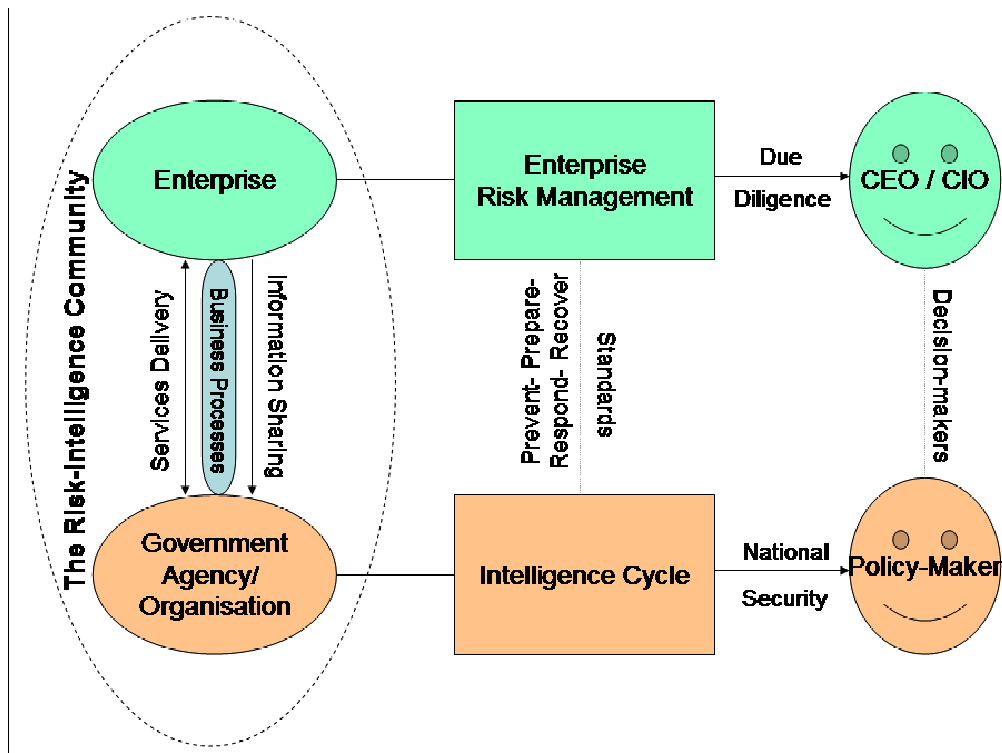 The Risk-Intelligence Community
Enterprise
Services Delivery
Business Processes
Information Sharing
Government
Agency/
Organisation
Enterprise
Risk Management
Prevent- Prepare-
Respond- Recover
Standards
Intelligence Cycle
Due
Diligence
CEO / CIO
Decision-makers
National
Security
Policy-Maker